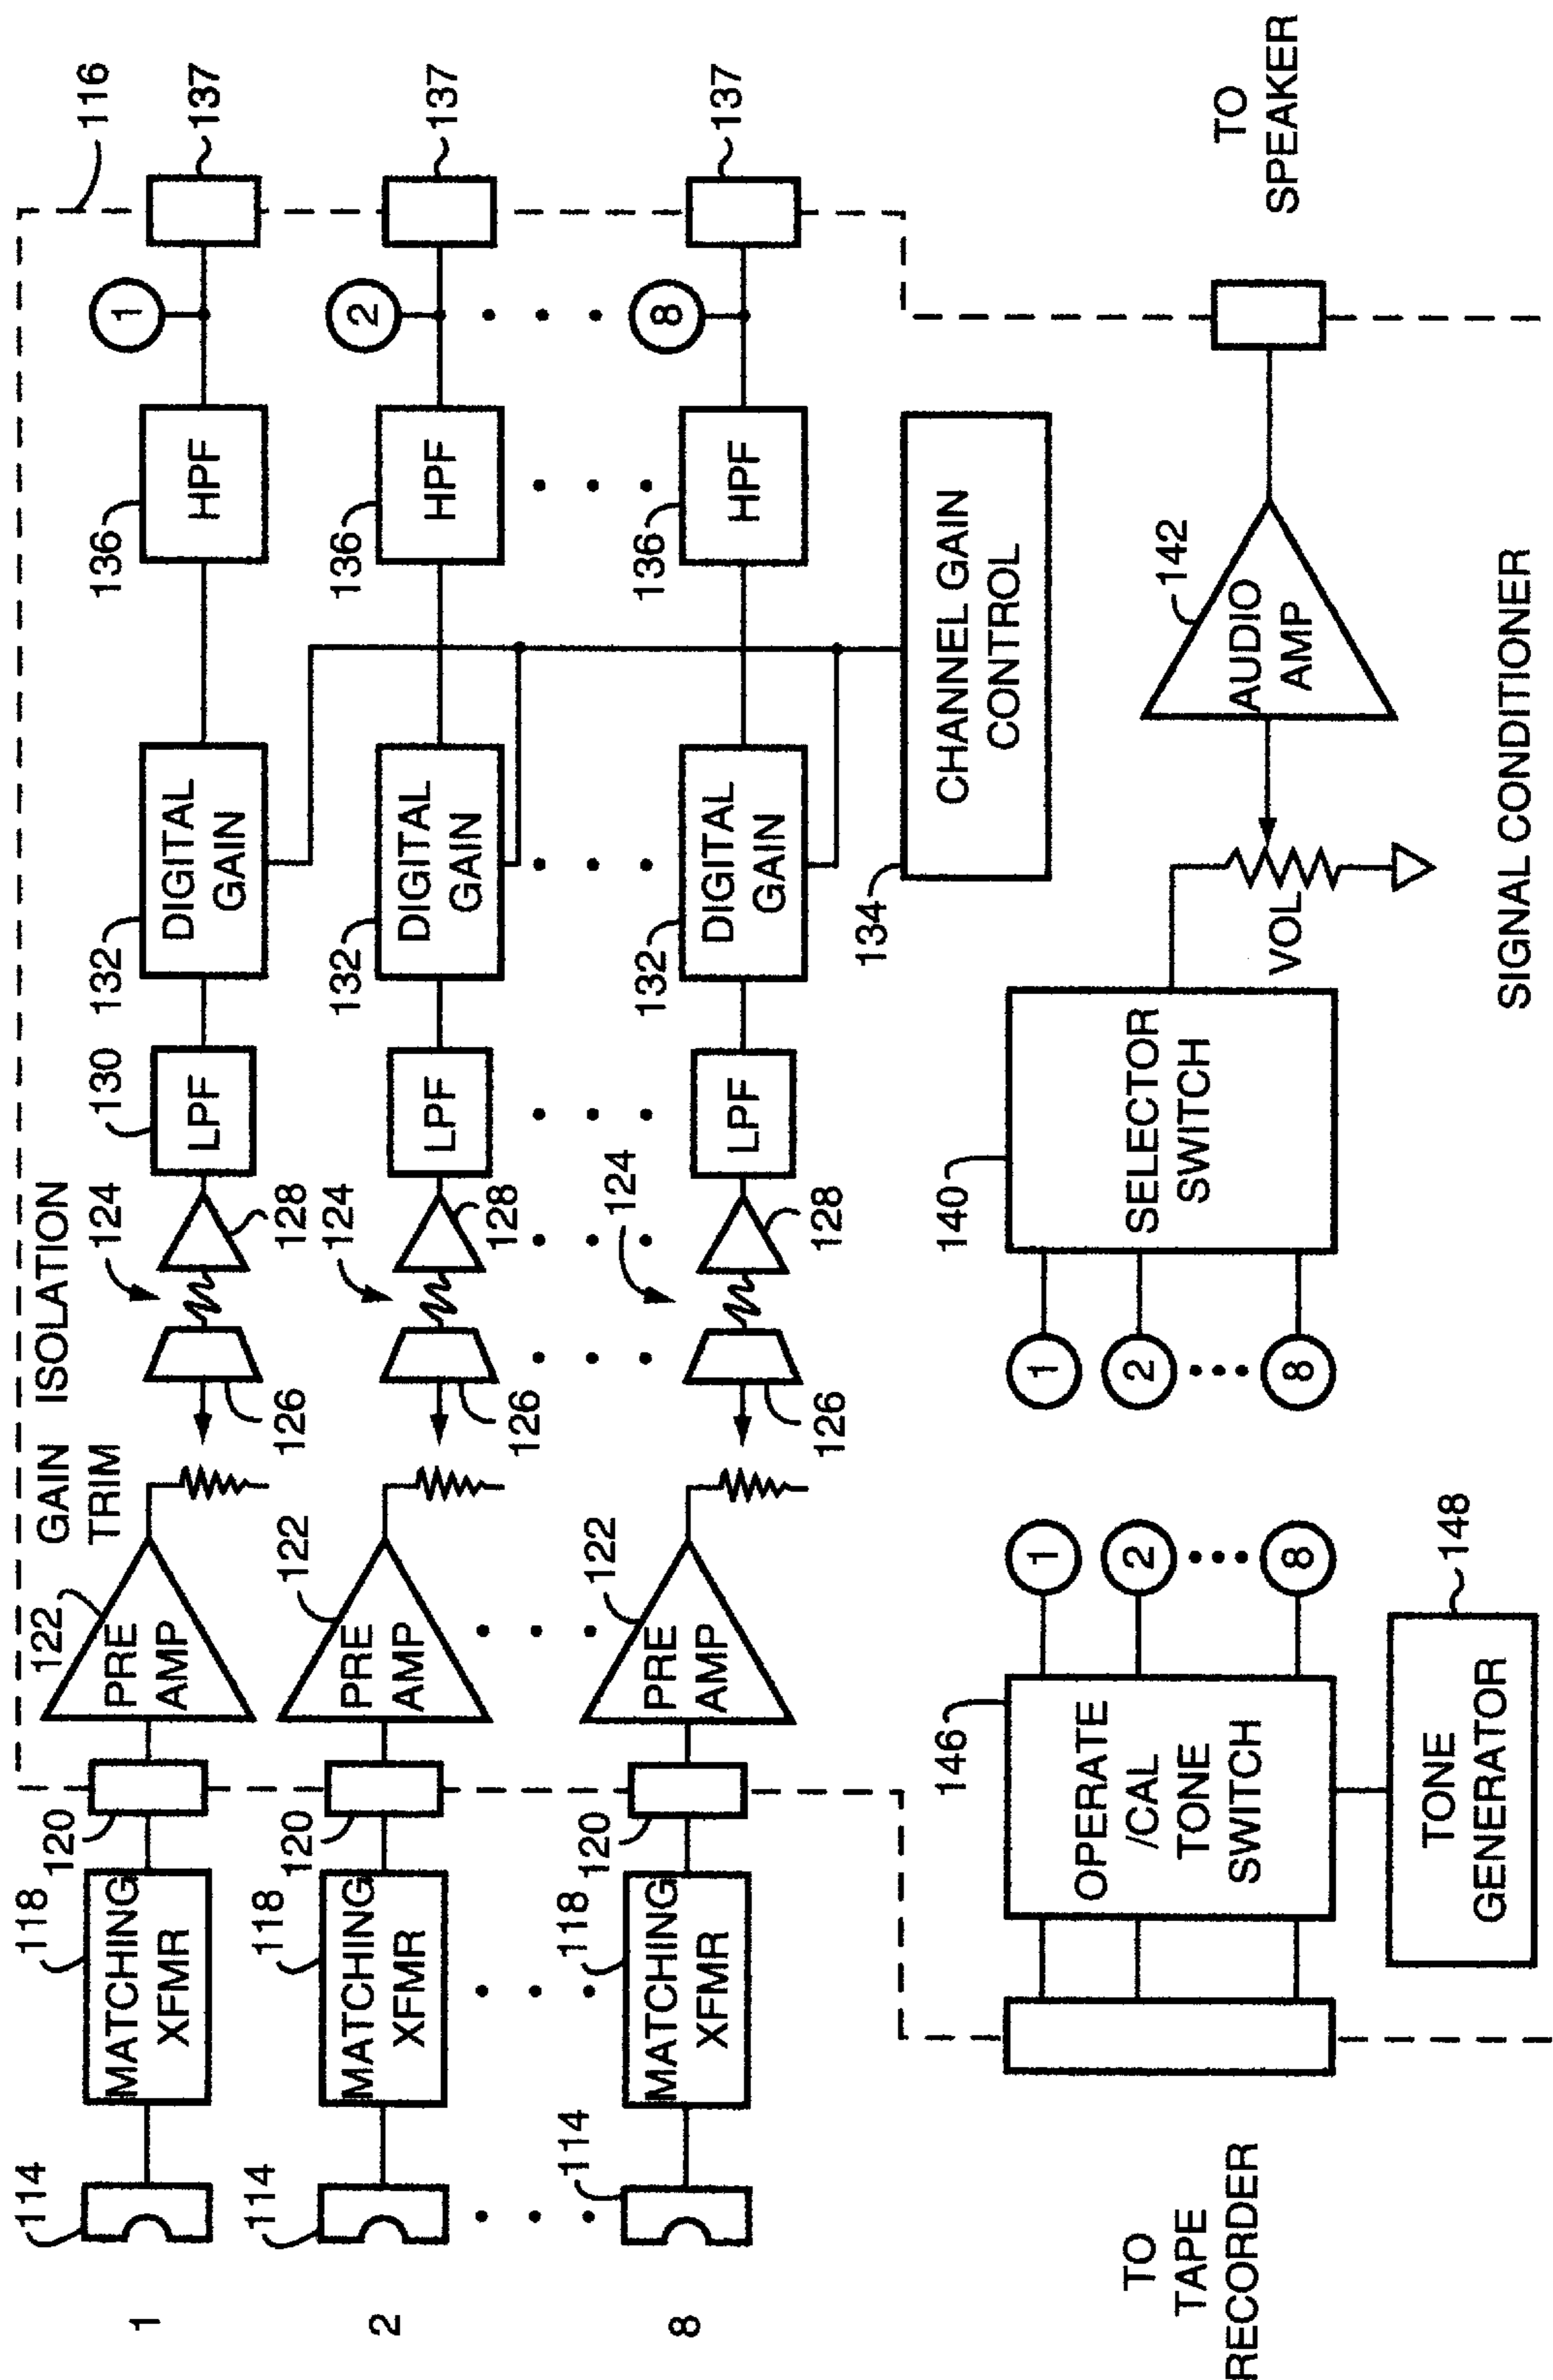 116
GAIN
TRIM
ISOLATION
1
114
118
MATCHING
XFMR
120
122
PRE
AMP
126
124
128
130
LPF
132
DIGITAL
GAIN
136
HPF
1
137
2
114
118
MATCHING
XFMR
120
122
PRE
AMP
126
124
128
LPF
132
DIGITAL
GAIN
136
HPF
2
137
8
114
118
MATCHING
XFMR
120
122
PRE
AMP
126
124
128
LPF
132
DIGITAL
GAIN
136
HPF
8
137
134
CHANNEL GAIN
CONTROL
TO
TAPE
RECORDER
146
OPERATE
/CAL
TONE
SWITCH
1
2
8
148
TONE
GENERATOR
1
2
8
140
SELECTOR
SWITCH
VOL
142
AUDIO
AMP
TO
SPEAKER
SIGNAL CONDITIONER